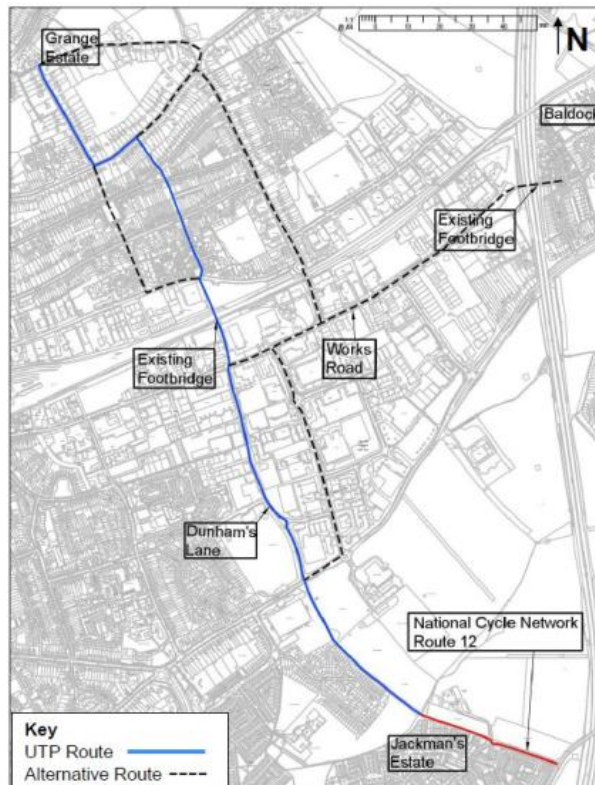 Grange
Estate
N
Baldock
Existing
Footbridge
Existing
Footbridge
Works
Road
Dunham's
Lane
National Cycle Network
Route 12
Jackman's
Estate
Key
UTP Route
Alternative Route